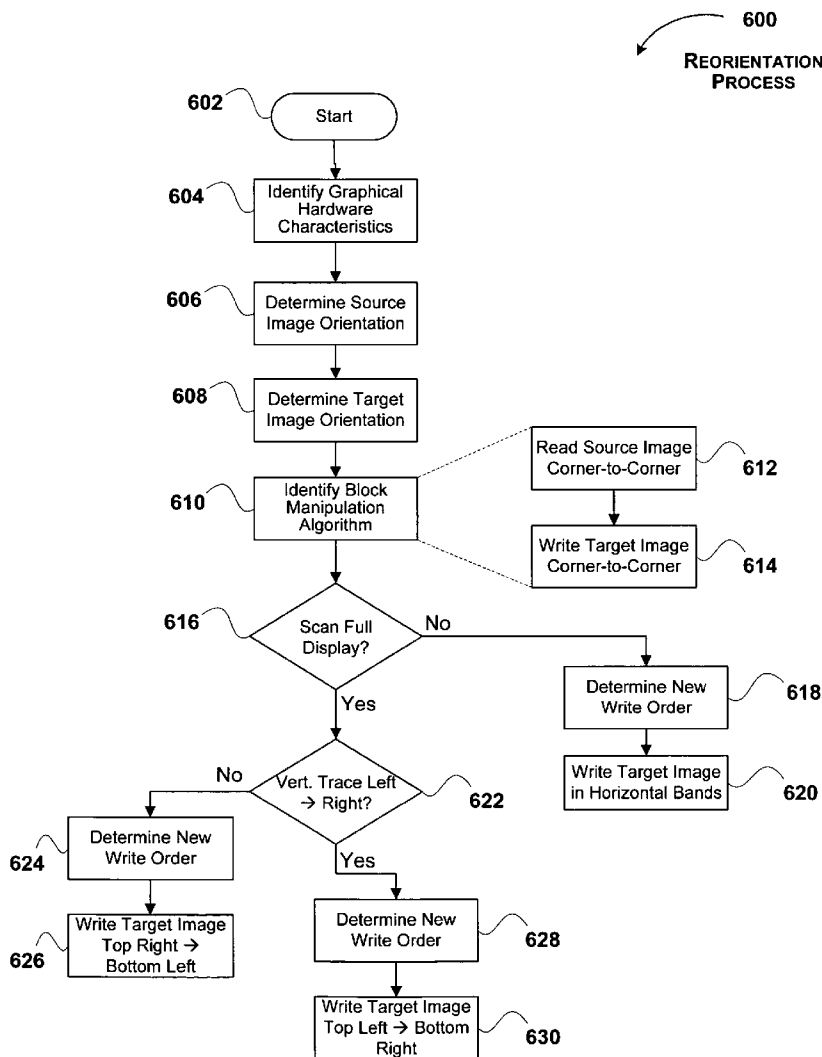 600
REORIENTATION
PROCESS
602
Start
604
Identify Graphical
Hardware
Characteristics
606
Determine Source
Image Orientation
608
Determine Target
Image Orientation
610
Identify Block
Manipulation
Algorithm
Read Source Image
Corner-to-Corner
612
Write Target Image
Corner-to-Corner
614
616
Scan Full
Display?
No
Yes
Determine New
Write Order
618
Write Target Image
in Horizontal Bands
620
Vert. Trace Left
→ Right?
622
No
Yes
624
Determine New
Write Order
626
Write Target Image
Top Right →
Bottom Left
Determine New
Write Order
628
Write Target Image
Top Left → Bottom
Right
630